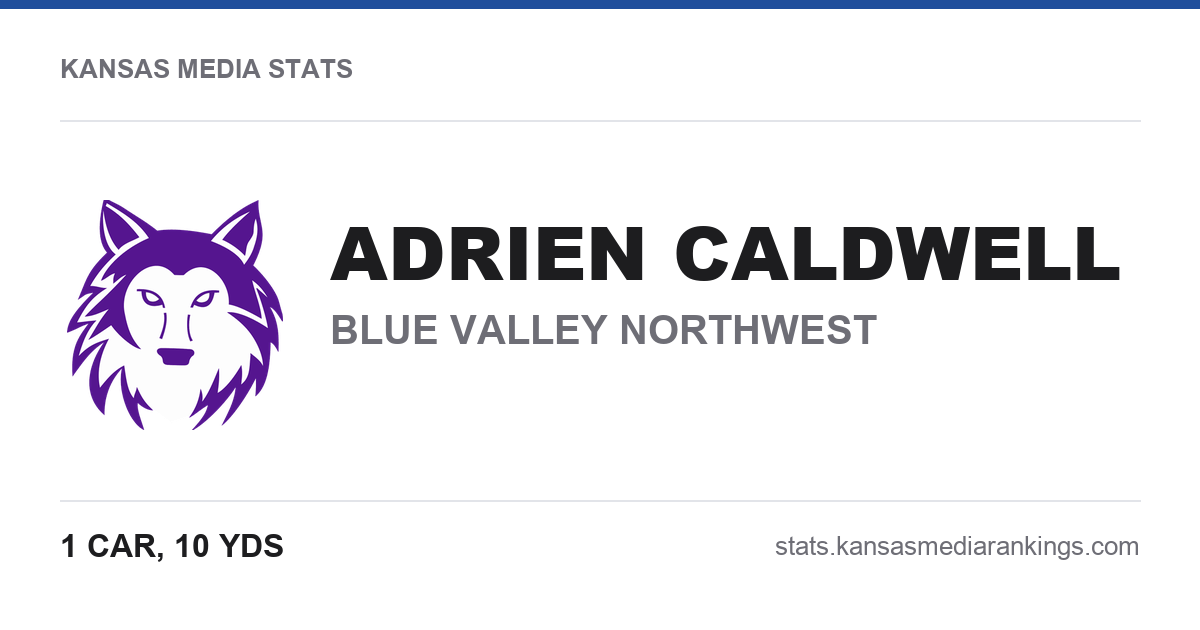 KANSAS MEDIA STATS
ADRIEN CALDWELL
BLUE VALLEY NORTHWEST
1 CAR, 10 YDS
stats.kansasmediarankings.com